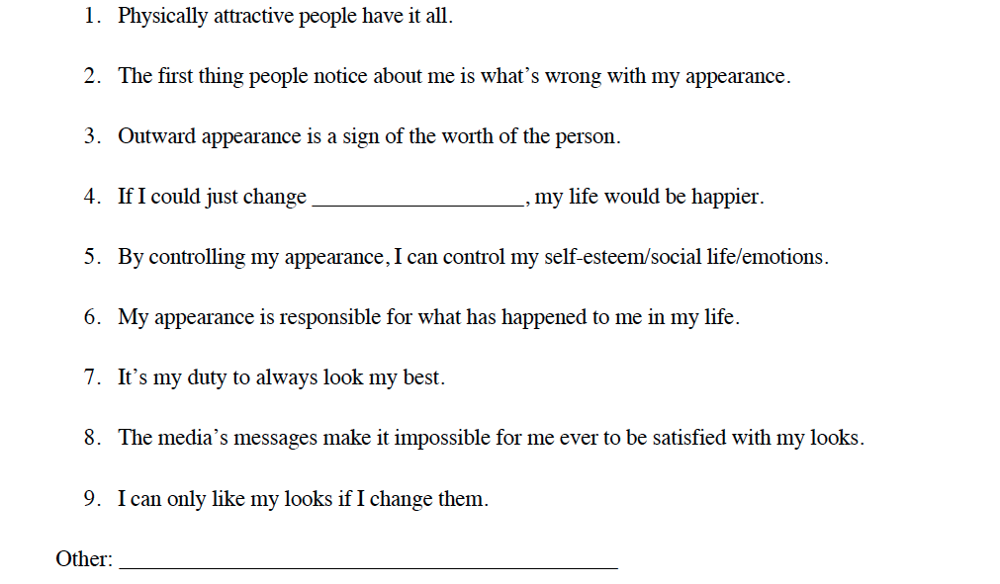 1. Physically attractive people have it all.
2. The first thing people notice about me is what’s wrong with my appearance.
3. Outward appearance is a sign of the worth of the person.
4. If I could just change ___________________, my life would be happier.
5. By controlling my appearance, I can control my self-esteem/social life/emotions.
6. My appearance is responsible for what has happened to me in my life.
7. It’s my duty to always look my best.
8. The media’s messages make it impossible for me ever to be satisfied with my looks.
9. I can only like my looks if I change them.
Other: _____________________________________________